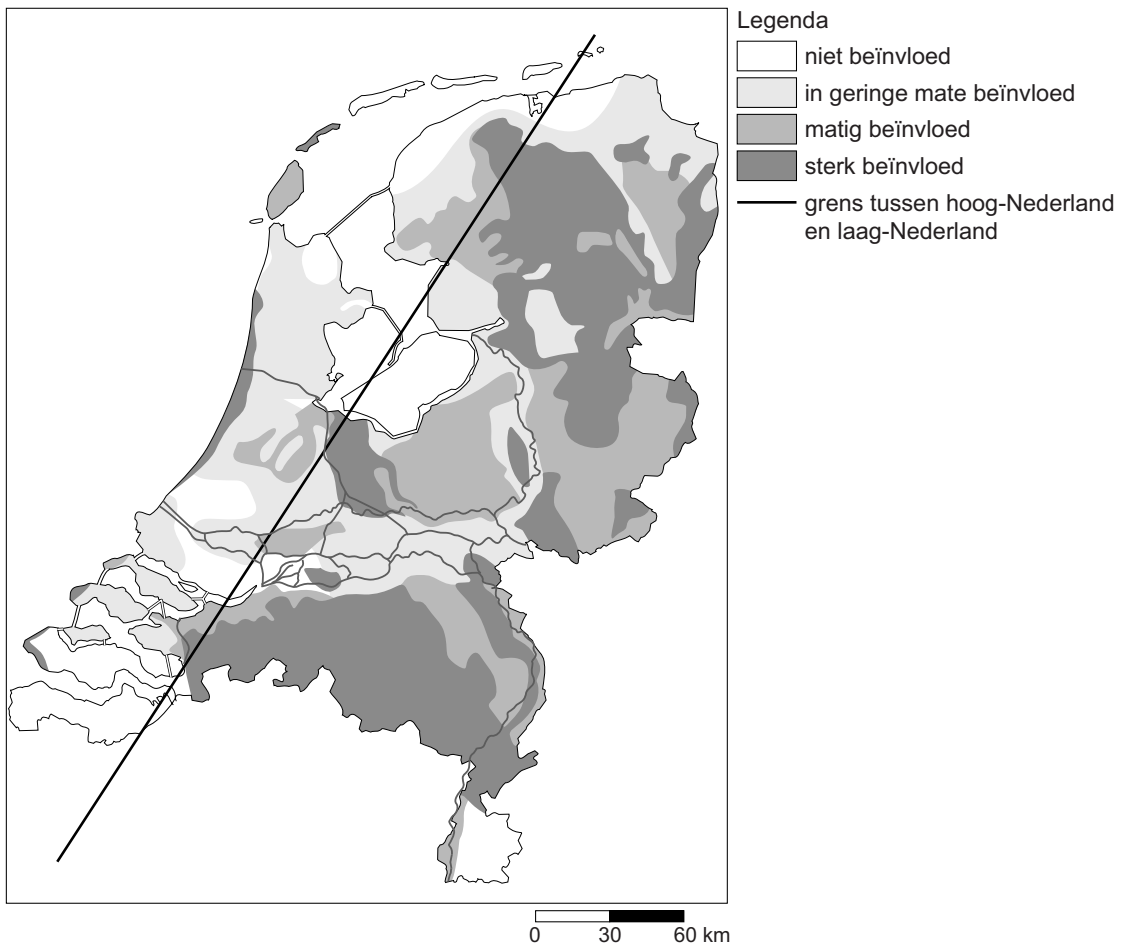 Legenda
niet beïnvloed
in geringe mate beïnvloed
matig beïnvloed
sterk beïnvloed
grens tussen hoog-Nederland
en laag-Nederland
0 30 60 km